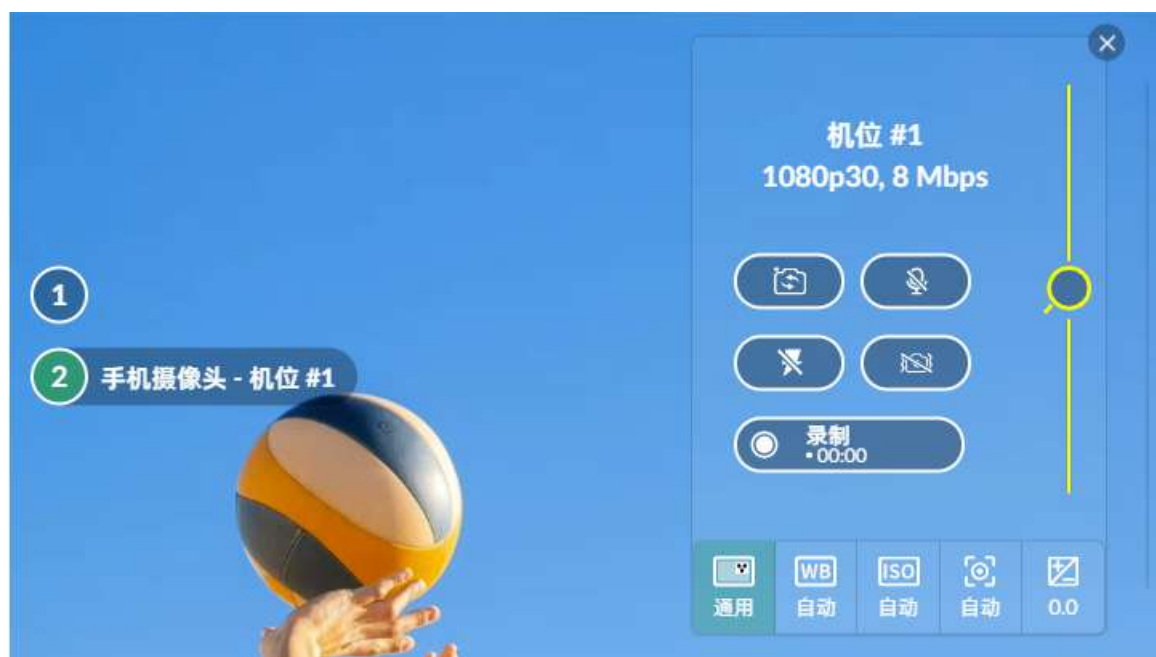 机位 #1
1080p30, 8 Mbps
1
2 手机摄像头 - 机位 #1
录制
• 00:00
WB
ISO
通用
自动
自动
自动
0.0